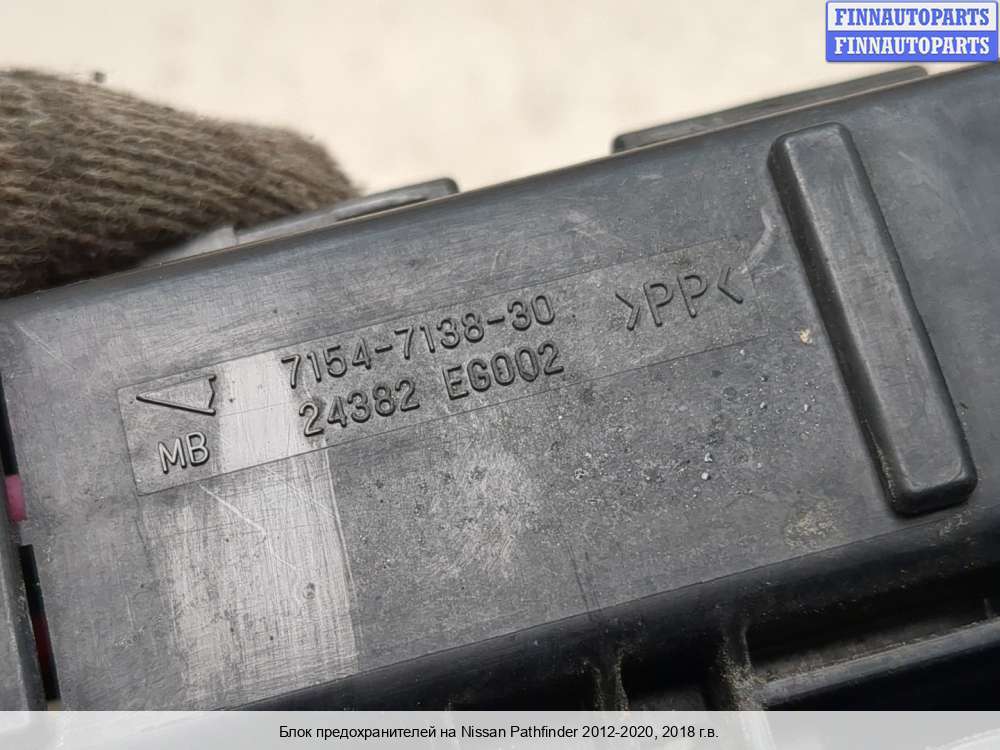 FINNAUTOPARTS
FINNAUTOPARTS
7154-7138-30
>PP<
24382 EG002
MB
Блок предохранителей на Nissan Pathfinder 2012-2020, 2018 г.в.